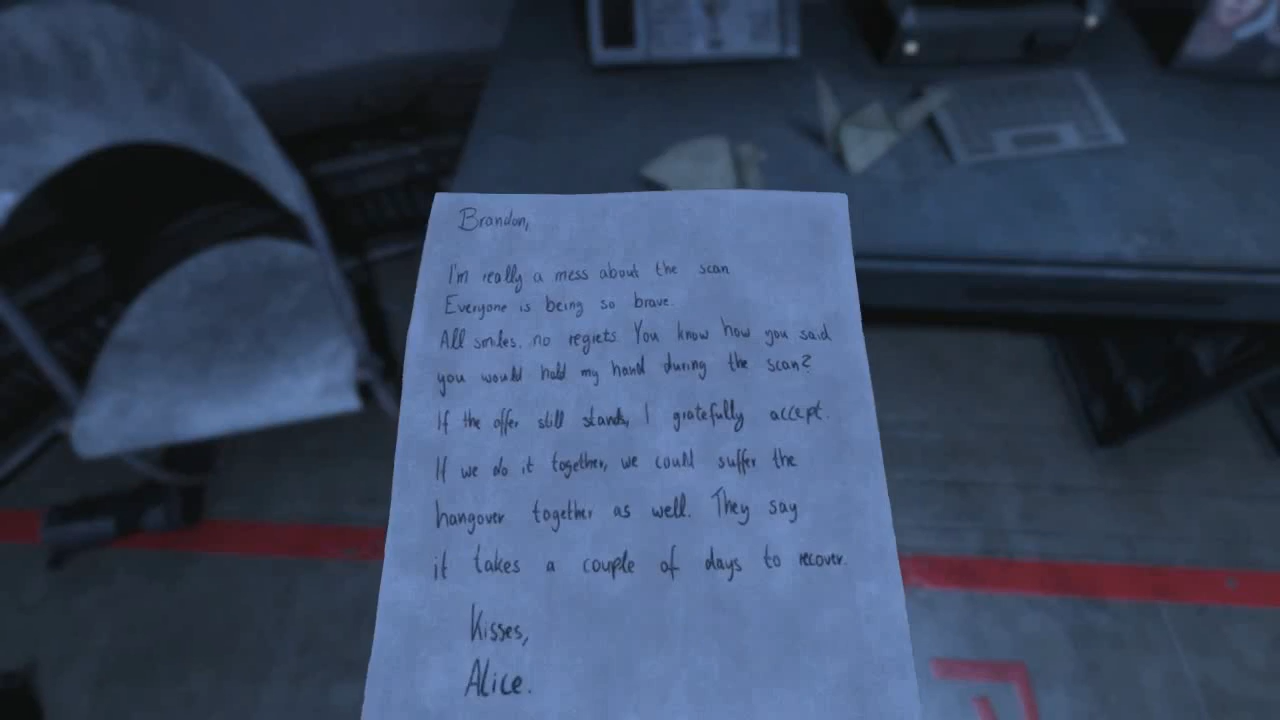 Brandon,
I'm really a mess about the scan
Everyone is being so brave.
All smiles, no regrets You know how you said
you would hold my hand during the scan?
If the offer still stands, I gratefully accept.
If we do it together, we could suffer the
hangover together as well. They say
it takes a couple of days to recover.
Kisses,
Alice.